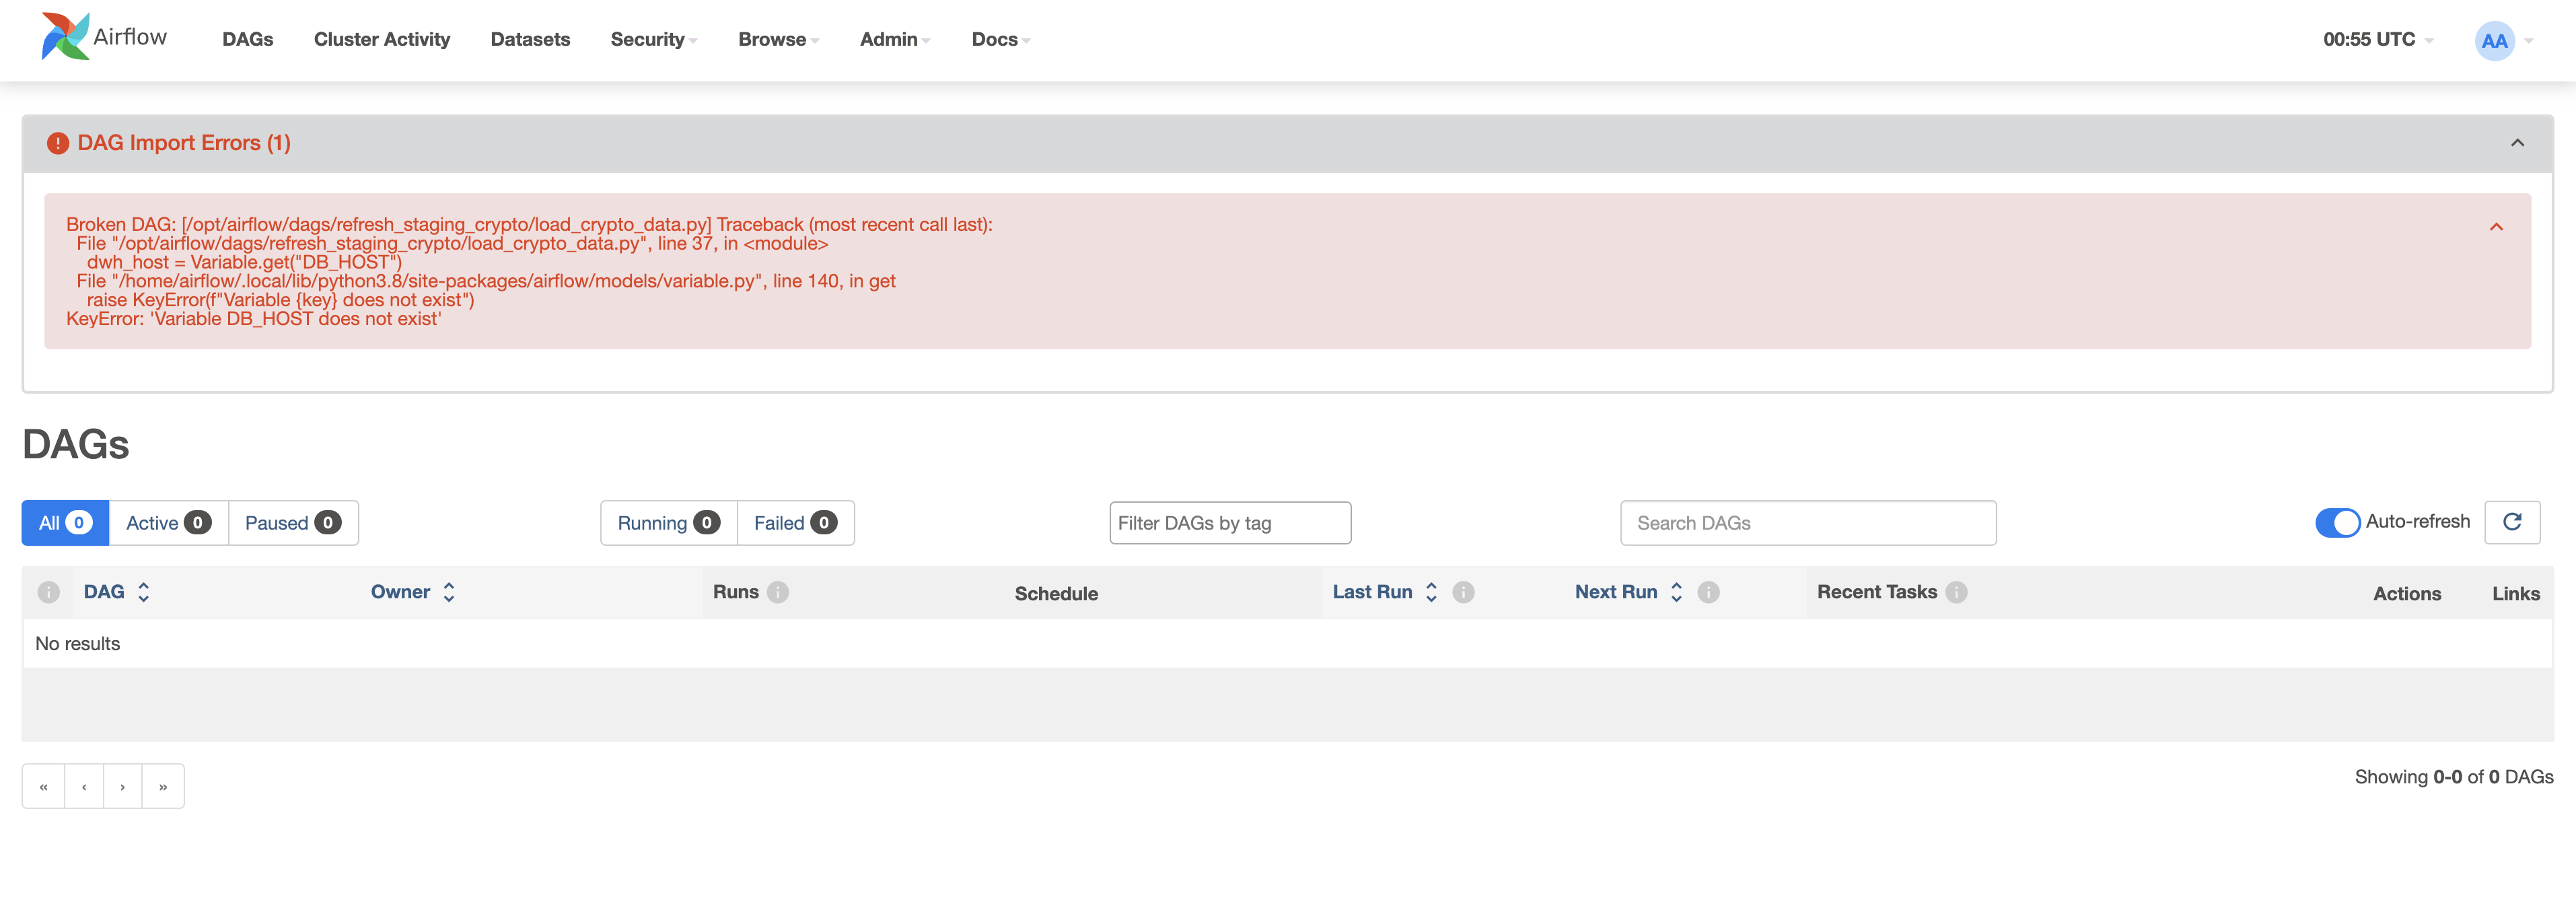 Airflow DAGs Cluster Activity Datasets Security Browse Admin Docs 00:55 UTC AA
DAG Import Errors (1)
Broken DAG: [/opt/airflow/dags/refresh_staging_crypto/load_crypto_data.py] Traceback (most recent call last):
File "/opt/airflow/dags/refresh_staging_crypto/load_crypto_data.py", line 37, in <module>
dwh_host = Variable.get("DB_HOST")
File "/home/airflow/.local/lib/python3.8/site-packages/airflow/models/variable.py", line 140, in get
raise KeyError(f"Variable {key} does not exist")
KeyError: 'Variable DB_HOST does not exist'
DAGs
All 0 Active 0 Paused 0 Running 0 Failed 0 Filter DAGs by tag Search DAGs Auto-refresh
DAG Owner Runs Schedule Last Run Next Run Recent Tasks Actions Links
No results
« ‹ › » Showing 0-0 of 0 DAGs